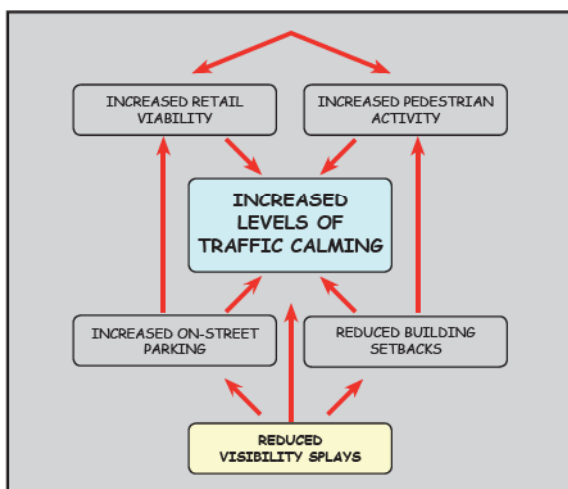 INCREASED RETAIL
VIABILITY
INCREASED PEDESTRIAN
ACTIVITY
INCREASED
LEVELS OF
TRAFFIC CALMING
INCREASED ON-STREET
PARKING
REDUCED BUILDING
SETBACKS
REDUCED
VISIBILITY SPLAYS